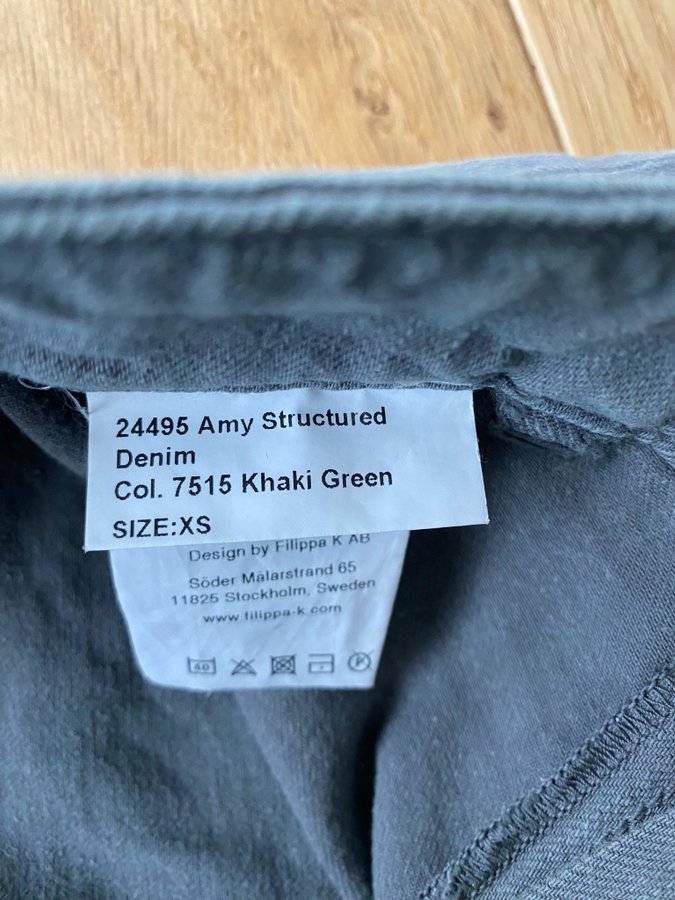 24495 Amy Structured
Denim
Col. 7515 Khaki Green
SIZE:XS
Design by Filippa K AB
Söder Mälarstrand 65
11825 Stockholm, Sweden
www.filippa-k.com
40
P